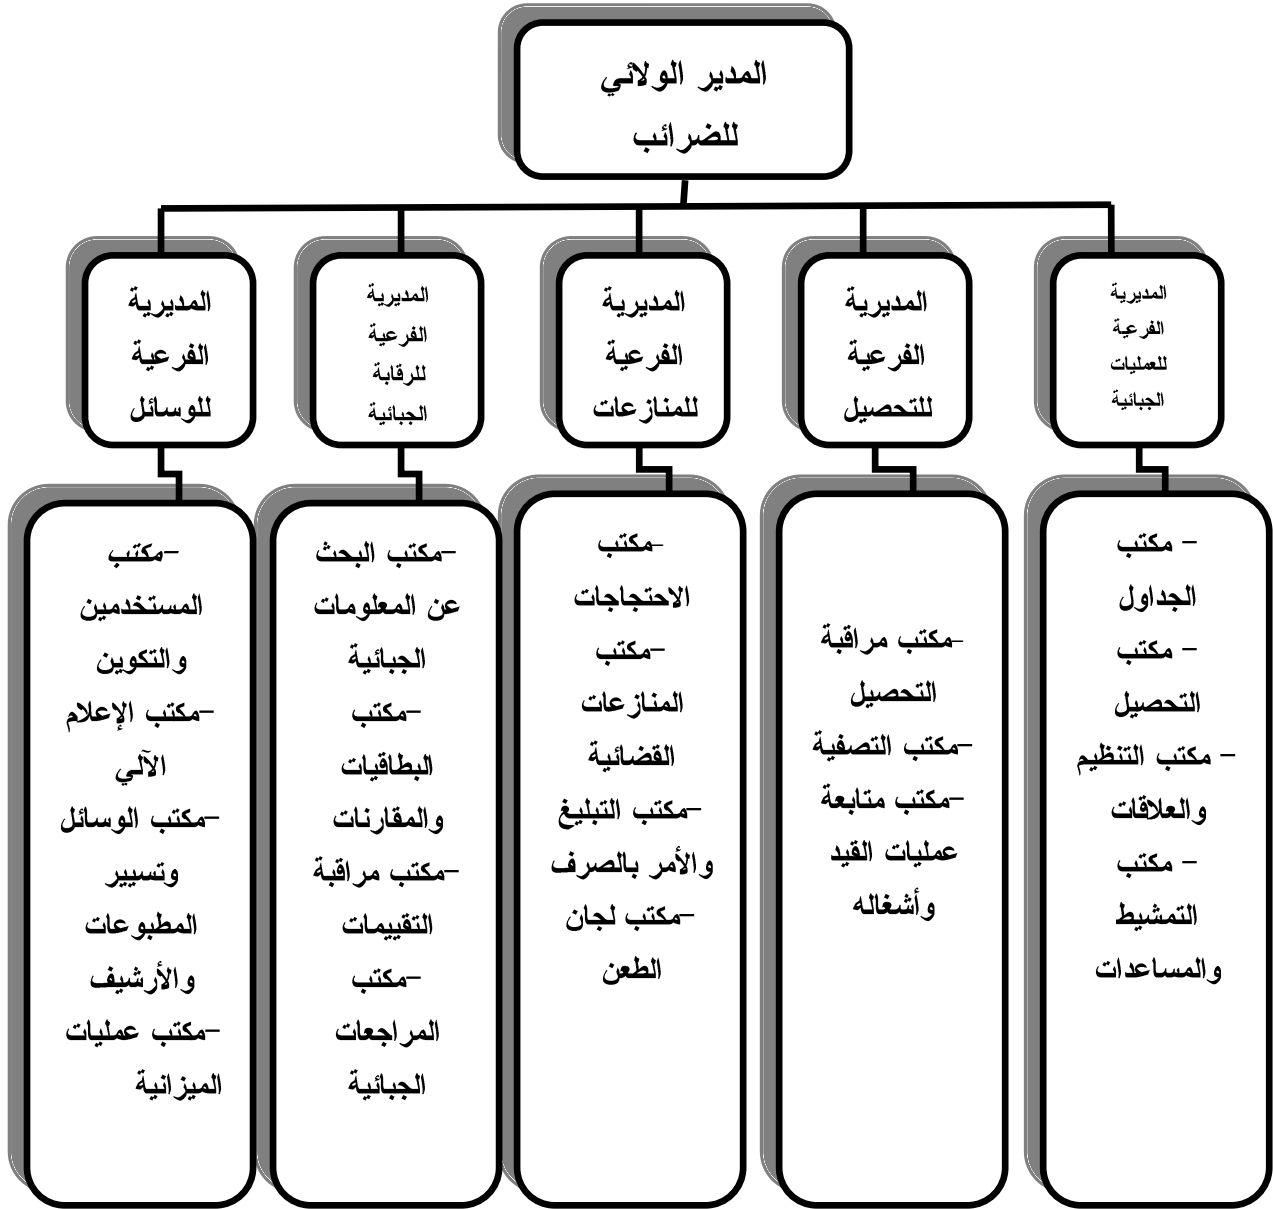 المدير الولائي
للضرائب
المديرية
الفرعية
للعمليات
الجبائية
المديرية
الفرعية
للتحصيل
المديرية
الفرعية
للمنازعات
المديرية
الفرعية
للرقابة
الجبائية
المديرية
الفرعية
للوسائل
- مكتب
الجداول
- مكتب
التحصيل
- مكتب التنظيم
والعلاقات
- مكتب
التمشيط
والمساعدات
-مكتب مراقبة
التحصيل
-مكتب التصفية
-مكتب متابعة
عمليات القيد
وأشغاله
-مكتب
الاحتجاجات
-مكتب
المنازعات
القضائية
-مكتب التبليغ
والأمر بالصرف
-مكتب لجان
الطعن
-مكتب البحث
عن المعلومات
الجبائية
-مكتب
البطاقيات
والمقارنات
-مكتب مراقبة
التقييمات
-مكتب
المراجعات
الجبائية
-مكتب
المستخدمين
والتكوين
-مكتب الإعلام
الآلي
-مكتب الوسائل
وتسيير
المطبوعات
والأرشيف
-مكتب عمليات
الميزانية